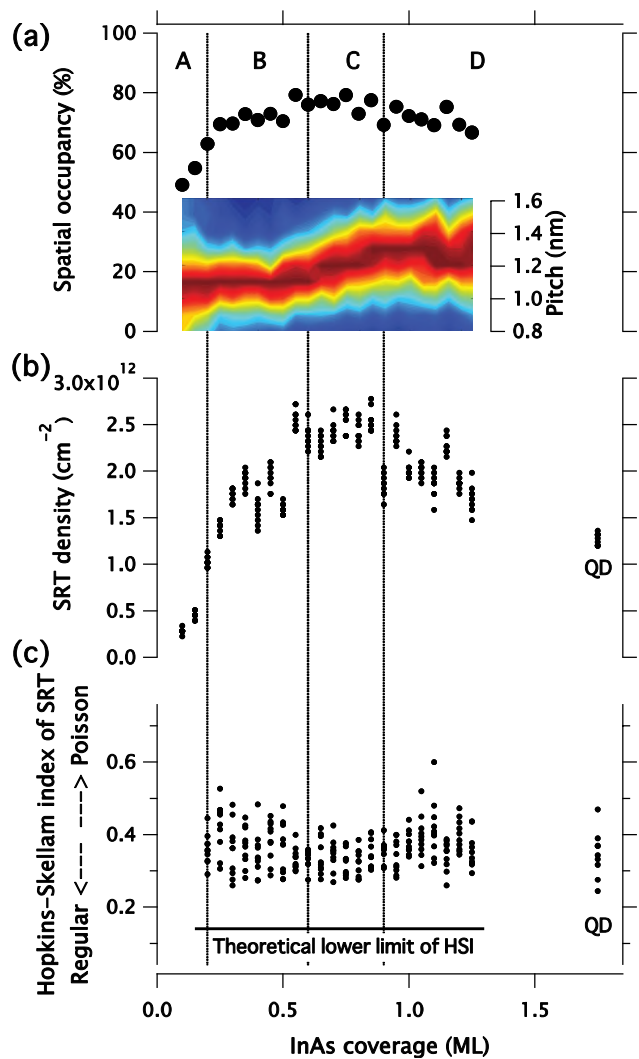 (a)
100
80
60
40
20
0
Spatial occupancy (%)
A B C D
1.6
1.4
1.2
1.0
0.8
Pitch (nm)
(b)
3.0x10¹²
2.5
2.0
1.5
1.0
0.5
0.0
SRT density (cm⁻²)
QD
(c)
0.6
0.4
0.2
Hopkins−Skellam index of SRT
Regular <−−− −−−> Poisson
Theoretical lower limit of HSI
QD
0.0 0.5 1.0 1.5
InAs coverage (ML)